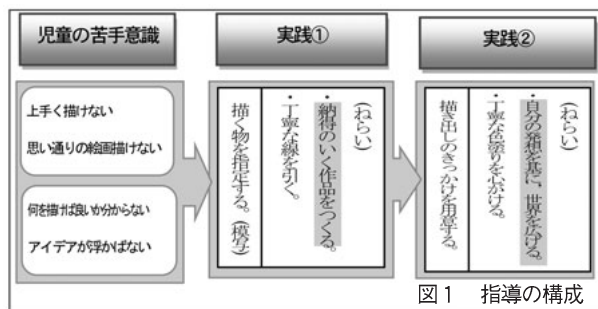 児童の苦手意識
上手く描けない
思い通りの絵画描けない
何を描けば良いか分からない
アイデアが浮かばない
実践①
(ねらい)
・納得のいく作品をつくる。
・丁寧な線を引く。
描く物を指定する。(模写)
実践②
(ねらい)
・自分の発想を基に、世界を広げる。
・丁寧な色塗りを心がける。
描き出しのきっかけを用意する。
図1 指導の構成